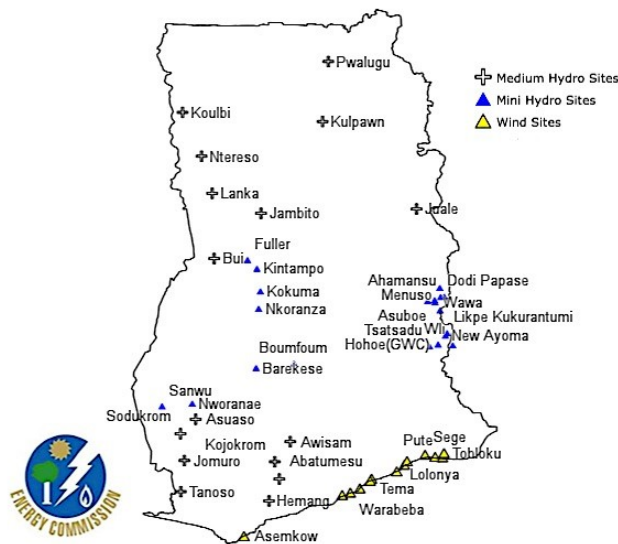 Pwalugu
Medium Hydro Sites
Mini Hydro Sites
Wind Sites
Koulbi
Kulpawn
Ntereso
Lanka
Jambito
Juale
Bui
Fuller
Kintampo
Kokuma
Nkoranza
Ahamansu
Dodi Papase
Menuso
Wawa
Asuboe
Likpe Kukurantumi
Tsatsadu
Wli
New Ayoma
Hohoe(GWC)
Boumfoum
Barekese
Sanwu
Sodukrom
Nworanae
Asuaso
Kojokrom
Awisam
Jomuro
Abatumesu
Pute
Sege
Tohloku
Lolonya
Tanoso
Hemang
Tema
Warabeba
Asemkow
ENERGY COMMISSION